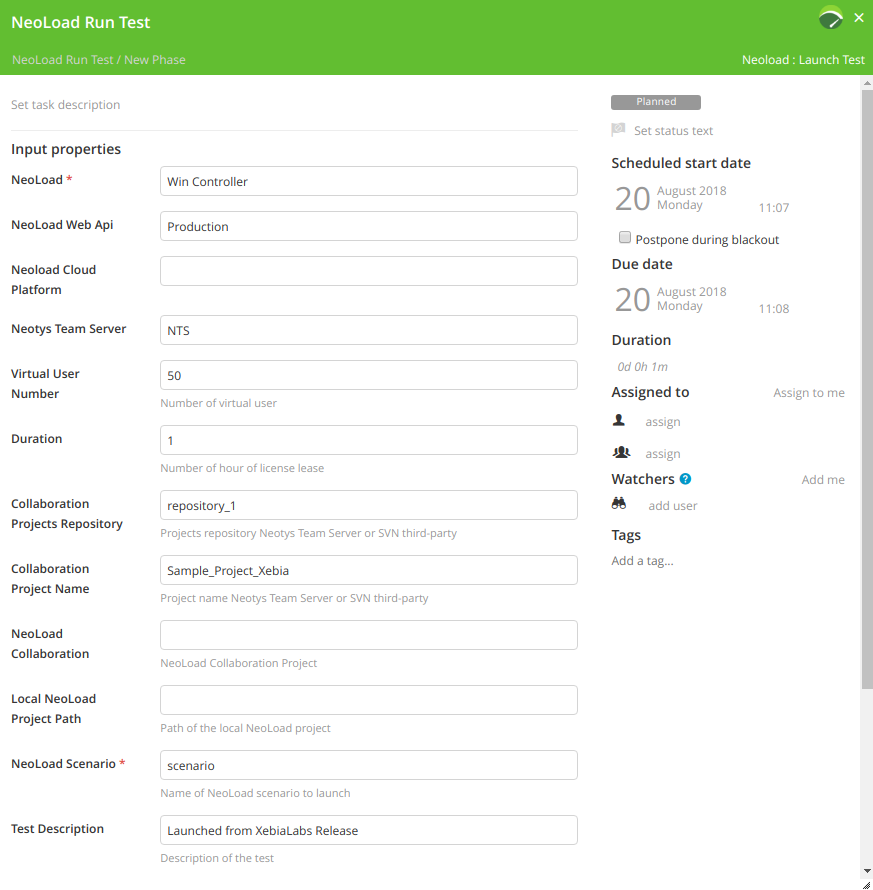 NeoLoad Run Test
NeoLoad Run Test / New Phase
Neoload : Launch Test
Set task description
Input properties
NeoLoad *
Win Controller
NeoLoad Web Api
Production
Neoload Cloud
Platform
Neotys Team Server
NTS
Virtual User
Number
50
Number of virtual user
Duration
1
Number of hour of license lease
Collaboration
Projects Repository
repository_1
Projects repository Neotys Team Server or SVN third-party
Collaboration
Project Name
Sample_Project_Xebia
Project name Neotys Team Server or SVN third-party
NeoLoad
Collaboration
NeoLoad Collaboration Project
Local NeoLoad
Project Path
Path of the local NeoLoad project
NeoLoad Scenario *
scenario
Name of NeoLoad scenario to launch
Test Description
Launched from XebiaLabs Release
Description of the test
Planned
Set status text
Scheduled start date
20
August 2018
Monday
11:07
Postpone during blackout
Due date
20
August 2018
Monday
11:08
Duration
0d 0h 1m
Assigned to
Assign to me
assign
assign
Watchers ?
Add me
add user
Tags
Add a tag...